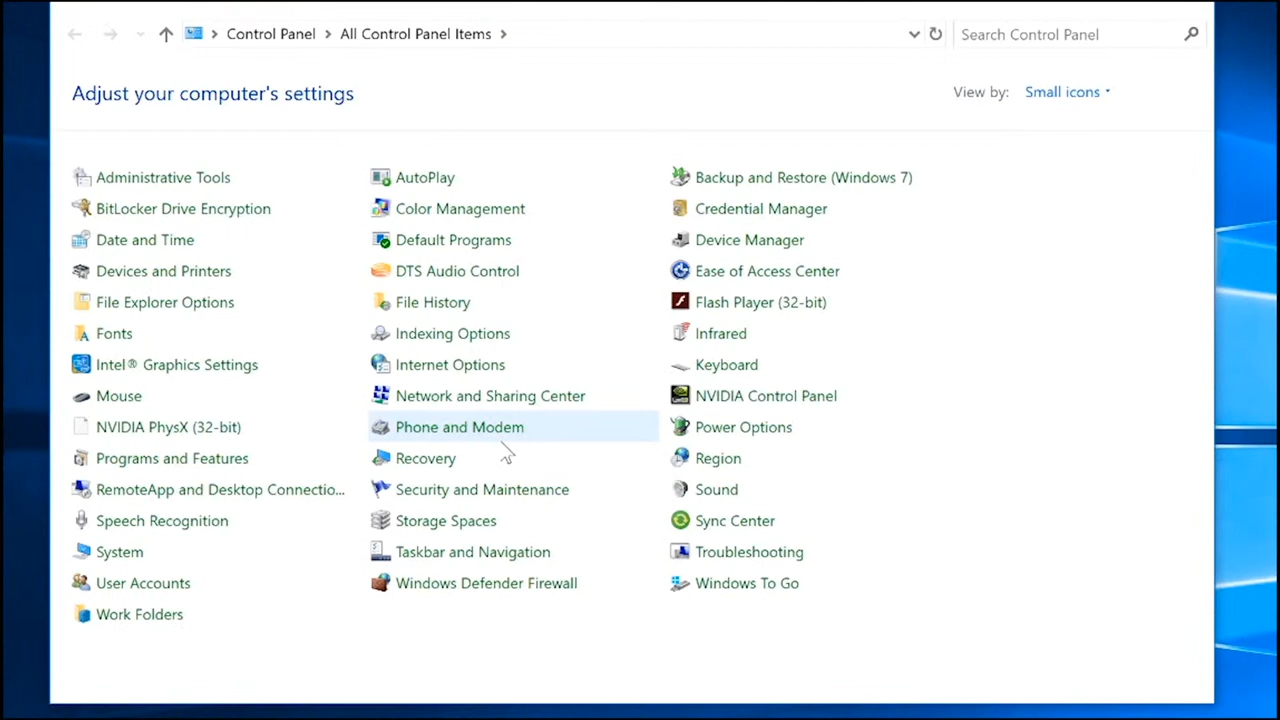 Control Panel > All Control Panel Items >
Search Control Panel
Adjust your computer's settings
View by: Small icons
Administrative Tools
AutoPlay
Backup and Restore (Windows 7)
BitLocker Drive Encryption
Color Management
Credential Manager
Date and Time
Default Programs
Device Manager
Devices and Printers
DTS Audio Control
Ease of Access Center
File Explorer Options
File History
Flash Player (32-bit)
Fonts
Indexing Options
Infrared
Intel® Graphics Settings
Internet Options
Keyboard
Mouse
Network and Sharing Center
NVIDIA Control Panel
NVIDIA PhysX (32-bit)
Phone and Modem
Power Options
Programs and Features
Recovery
Region
RemoteApp and Desktop Connectio...
Security and Maintenance
Sound
Speech Recognition
Storage Spaces
Sync Center
System
Taskbar and Navigation
Troubleshooting
User Accounts
Windows Defender Firewall
Windows To Go
Work Folders